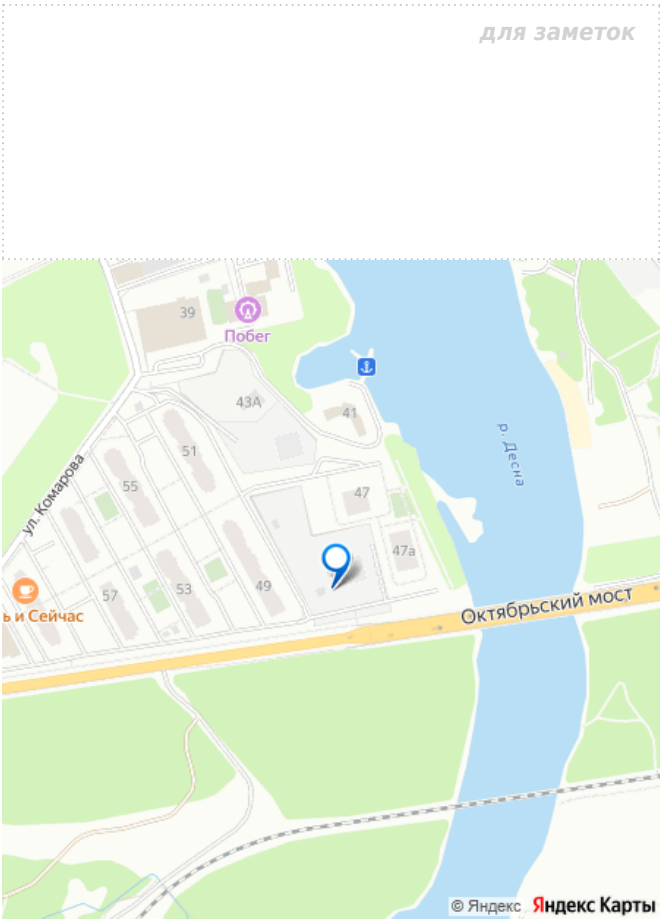 для заметок
39
Побег
43А
41
51
р. Десна
55
47
ул. Комарова
47а
49
53
57
ь и Сейчас
Октябрьский мост
© Яндекс Яндекс Карты